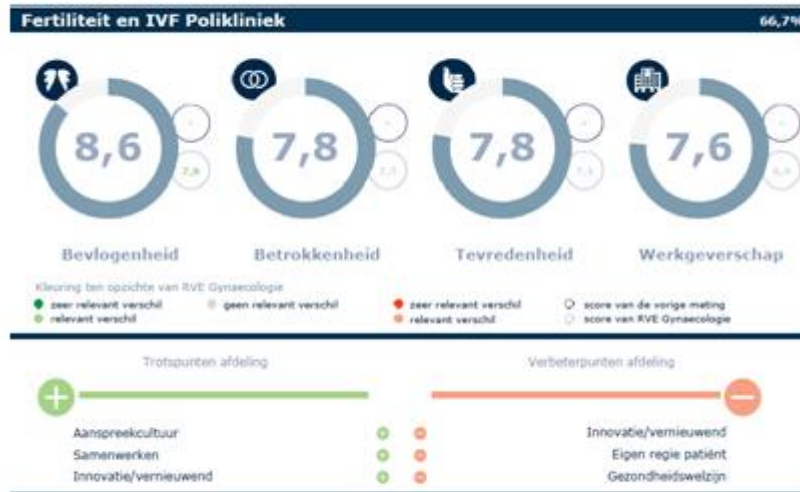 Fertiliteit en IVF Polikliniek 66,7%
8,6 7,8 7,8 7,6
7,6
Bevlogenheid Betrokkenheid Tevredenheid Werkgeverschap
Kleuring ten opzichte van RVE Gynaecologie
zeer relevant verschil geen relevant verschil zeer relevant verschil score van de vorige meting
relevant verschil relevant verschil score van RVE Gynaecologie
Trotspunten afdeling Verbeterpunten afdeling
Aanspreekcultuur Innovatie/vernieuwend
Samenwerken Eigen regie patiënt
Innovatie/vernieuwend Gezondheidswelzijn